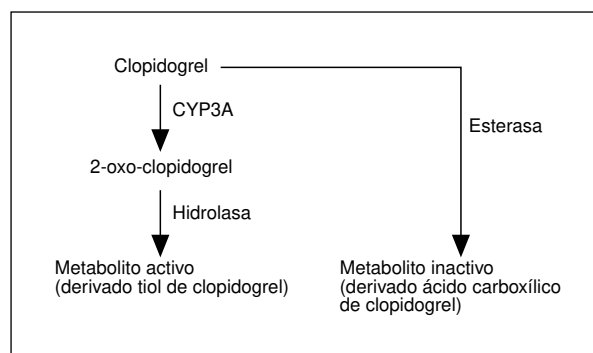 Clopidogrel
CYP3A
Esterasa
2-oxo-clopidogrel
Hidrolasa
Metabolito activo
(derivado tiol de clopidogrel)
Metabolito inactivo
(derivado ácido carboxílico
de clopidogrel)